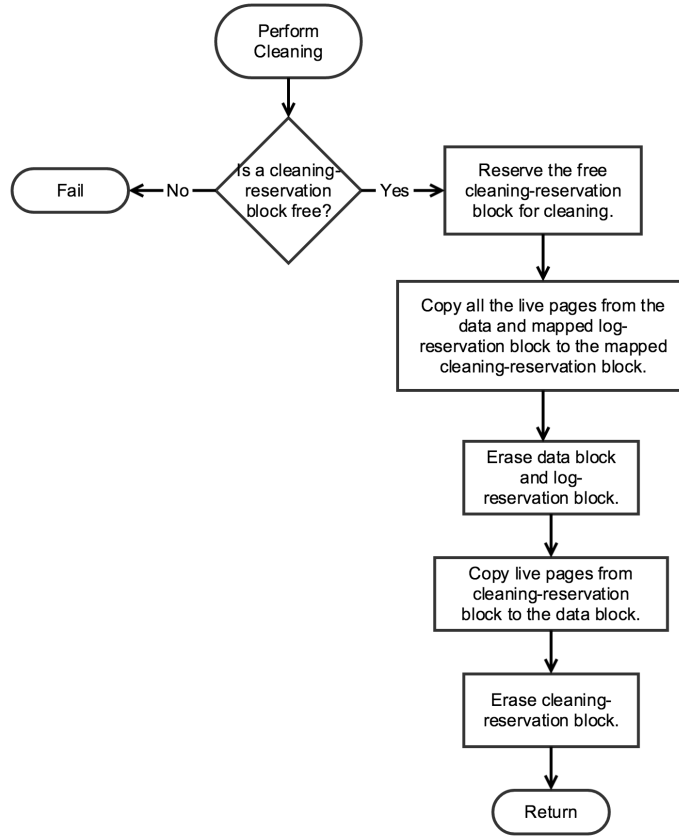 Perform
Cleaning
Is a cleaning-
reservation
block free?
Fail
No
Yes
Reserve the free
cleaning-reservation
block for cleaning.
Copy all the live pages from the
data and mapped log-
reservation block to the mapped
cleaning-reservation block.
Erase data block
and log-
reservation block.
Copy live pages from
cleaning-reservation
block to the data block.
Erase cleaning-
reservation block.
Return